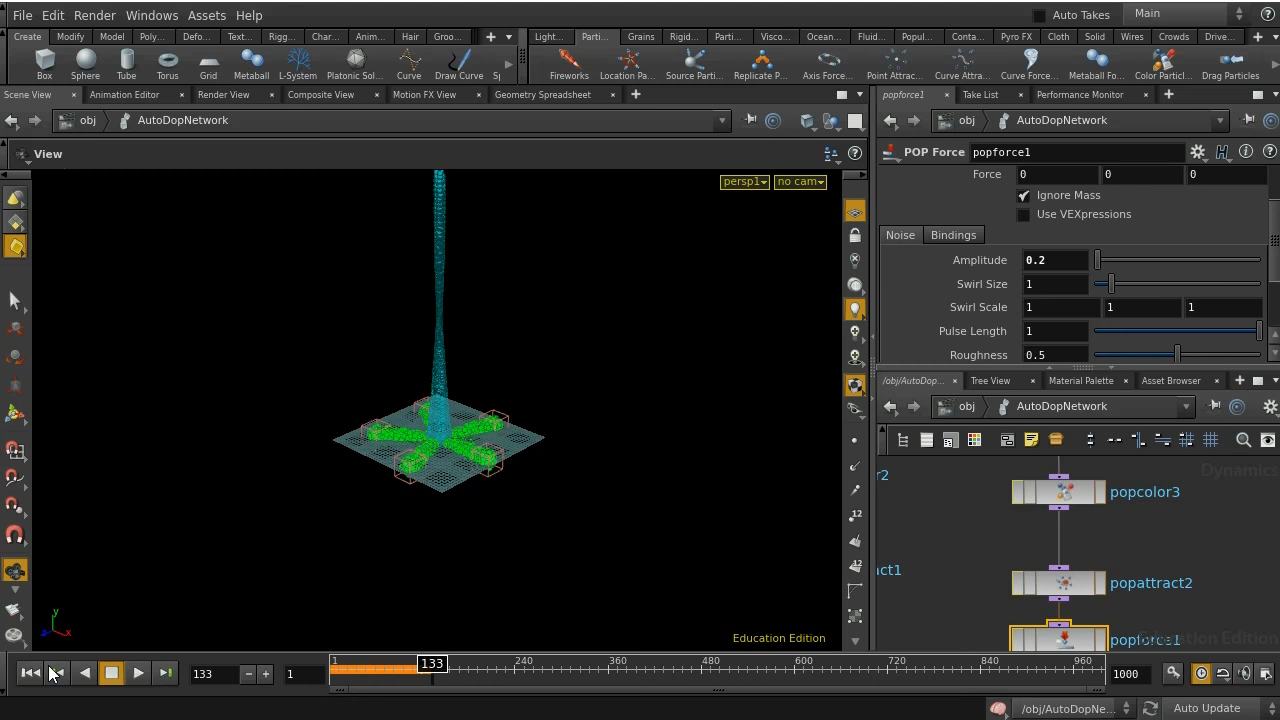 File Edit Render Windows Assets Help Auto Takes Main
Create Modify Model Poly... Defo... Text... Rigg... Char... Anim... Hair Groo... Light... Parti... Grains Rigid... Parti... Visco... Ocean... Fluid... Popul... Conta... Pyro FX Cloth Solid Wires Crowds Drive...
Box Sphere Tube Torus Grid Metaball L-System Platonic Sol... Curve Draw Curve Fireworks Location Pa... Source Parti... Replicate P... Axis Force... Point Attrac... Curve Attra... Curve Force... Metaball Fo... Color Particl... Drag Particles
Scene View Animation Editor Render View Composite View Motion FX View Geometry Spreadsheet popforce1 Take List Performance Monitor
obj AutoDopNetwork obj AutoDopNetwork
View POP Force popforce1
persp1 no cam
Force 0 0 0
Ignore Mass
Use VEXpressions
Noise Bindings
Amplitude 0.2
Swirl Size 1
Swirl Scale 1 1 1
Pulse Length 1
Roughness 0.5
/obj/AutoDop... Tree View Material Palette Asset Browser
obj AutoDopNetwork
Dynamics
r2
popcolor3
act1
popattract2
popforce1
Education Edition
Education Edition
12
12
y
x
133 1 1 133 240 360 480 600 720 840 960 1000
/obj/AutoDopNe... Auto Update